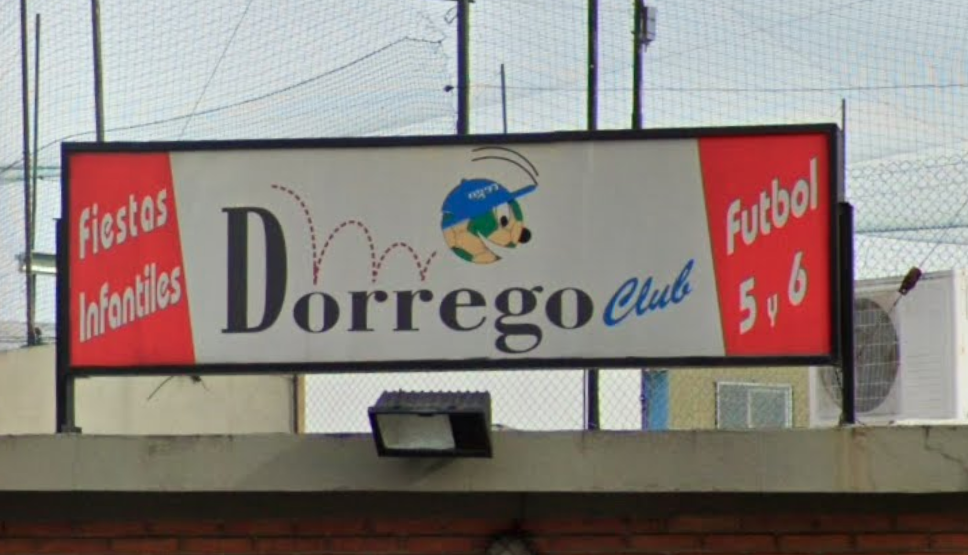 Fiestas
Infantiles
Dorrego Club
Futbol
5 y 6